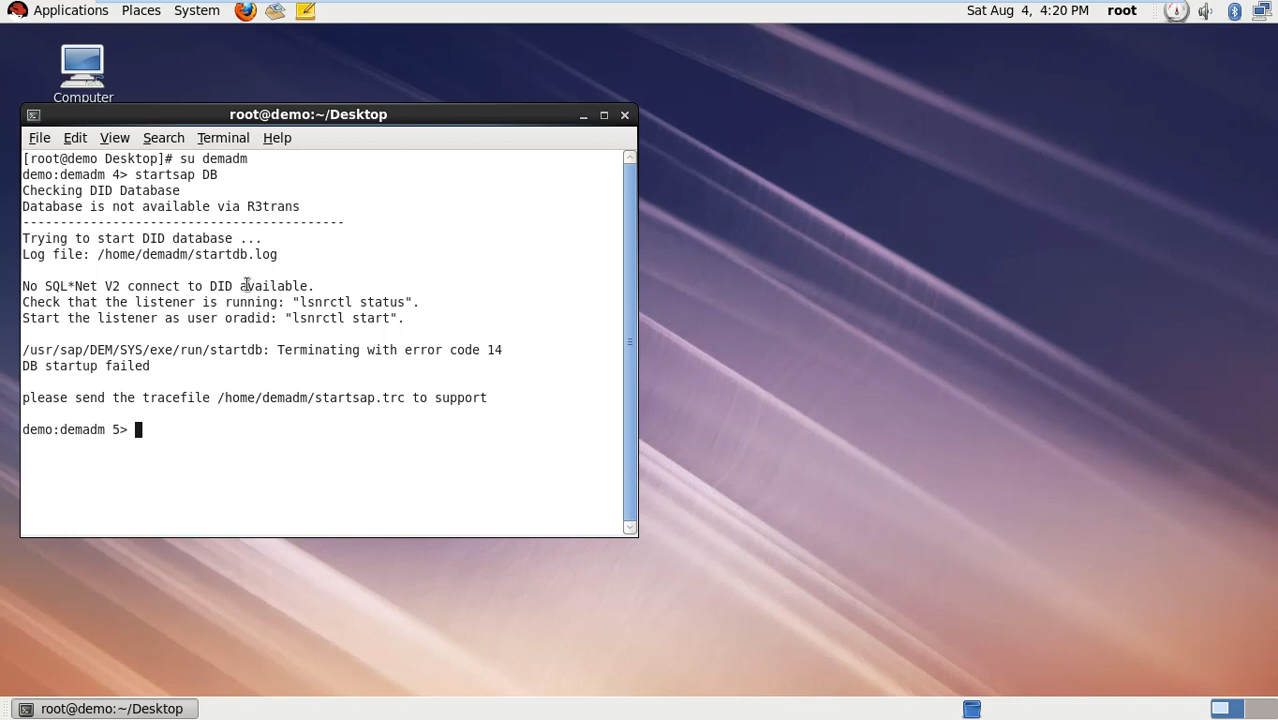 Applications Places System Sat Aug 4, 4:20 PM root
Computer
root@demo:~/Desktop
File Edit View Search Terminal Help
[root@demo Desktop]# su demadm
demo:demadm 4> startsap DB
Checking DID Database
Database is not available via R3trans
-------------------------------------------
Trying to start DID database ...
Log file: /home/demadm/startdb.log
No SQL*Net V2 connect to DID available.
Check that the listener is running: "lsnrctl status".
Start the listener as user oradid: "lsnrctl start".
/usr/sap/DEM/SYS/exe/run/startdb: Terminating with error code 14
DB startup failed
please send the tracefile /home/demadm/startsap.trc to support
demo:demadm 5>
root@demo:~/Desktop